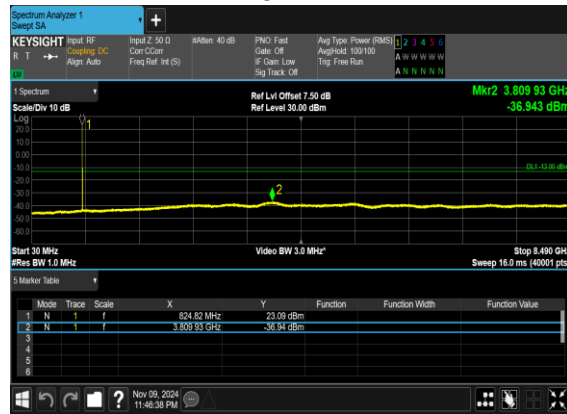 Spectrum Analyzer 1
Swept SA
+
KEYSIGHT Input: RF Input Z: 50 Ω #Atten: 40 dB PNO: Fast Avg Type: Power (RMS) 1 2 3 4 5 6
R T Coupling: DC Corr CCorr Gate: Off Avg|Hold: 100/100 A W W W W W
Align: Auto Freq Ref: Int (S) IF Gain: Low Trig: Free Run
Sig Track: Off A N N N N N
1 Spectrum Ref Lvl Offset 7.50 dB Mkr2 3.809 93 GHz
Scale/Div 10 dB Ref Level 30.00 dBm -36.943 dBm
Log
20.0
10.0
0.00
-10.0
-20.0
-30.0
-40.0
-50.0
-60.0
1
DL1 -13.00 dBm
2
Start 30 MHz Video BW 3.0 MHz* Stop 8.490 GHz
#Res BW 1.0 MHz Sweep 16.0 ms (40001 pts)
5 Marker Table
Mode Trace Scale X Y Function Function Width Function Value
1 N 1 f 824.82 MHz 23.09 dBm
2 N 1 f 3.809 93 GHz -36.94 dBm
3
4
5
6
? Nov 09, 2024
11:46:38 PM